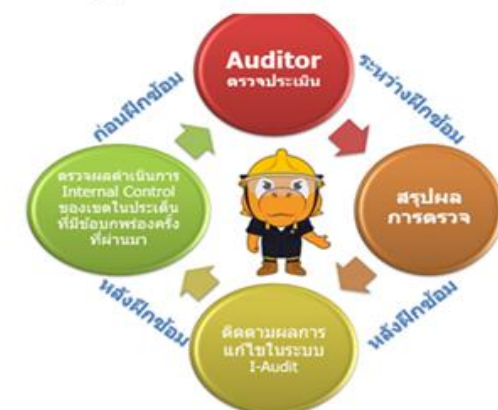 Auditor
ตรวจประเมิน
ระหว่างฝึกซ้อม
สรุปผล
การตรวจ
หลังฝึกซ้อม
ติดตามผลการ
แก้ไขในระบบ
I-Audit
หลังฝึกซ้อม
ตรวจผลดำเนินการ
Internal Control
ของเขตในประเด็น
ที่มีข้อบกพร่องครั้ง
ที่ผ่านมา
ก่อนฝึกซ้อม